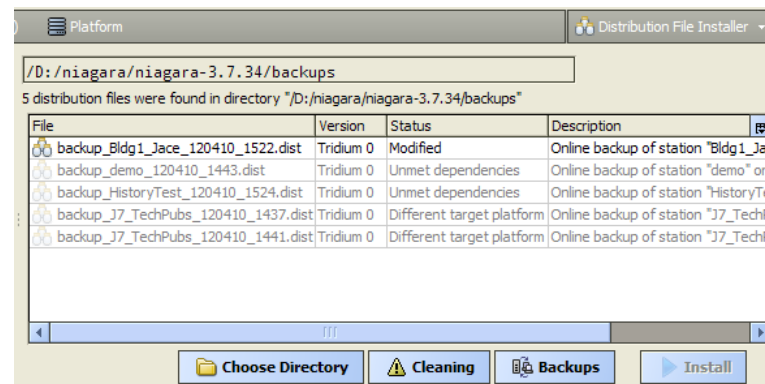 Platform Distribution File Installer
/D:/niagara/niagara-3.7.34/backups
5 distribution files were found in directory "/D:/niagara/niagara-3.7.34/backups"
File Version Status Description
backup_Bldg1_Jace_120410_1522.dist Tridium 0 Modified Online backup of station "Bldg1_Ja
backup_demo_120410_1443.dist Tridium 0 Unmet dependencies Online backup of station "demo" or
backup_HistoryTest_120410_1524.dist Tridium 0 Unmet dependencies Online backup of station "HistoryT
backup_J7_TechPubs_120410_1437.dist Tridium 0 Different target platform Online backup of station "J7_Tech
backup_J7_TechPubs_120410_1441.dist Tridium 0 Different target platform Online backup of station "J7_Tech
Choose Directory Cleaning Backups Install